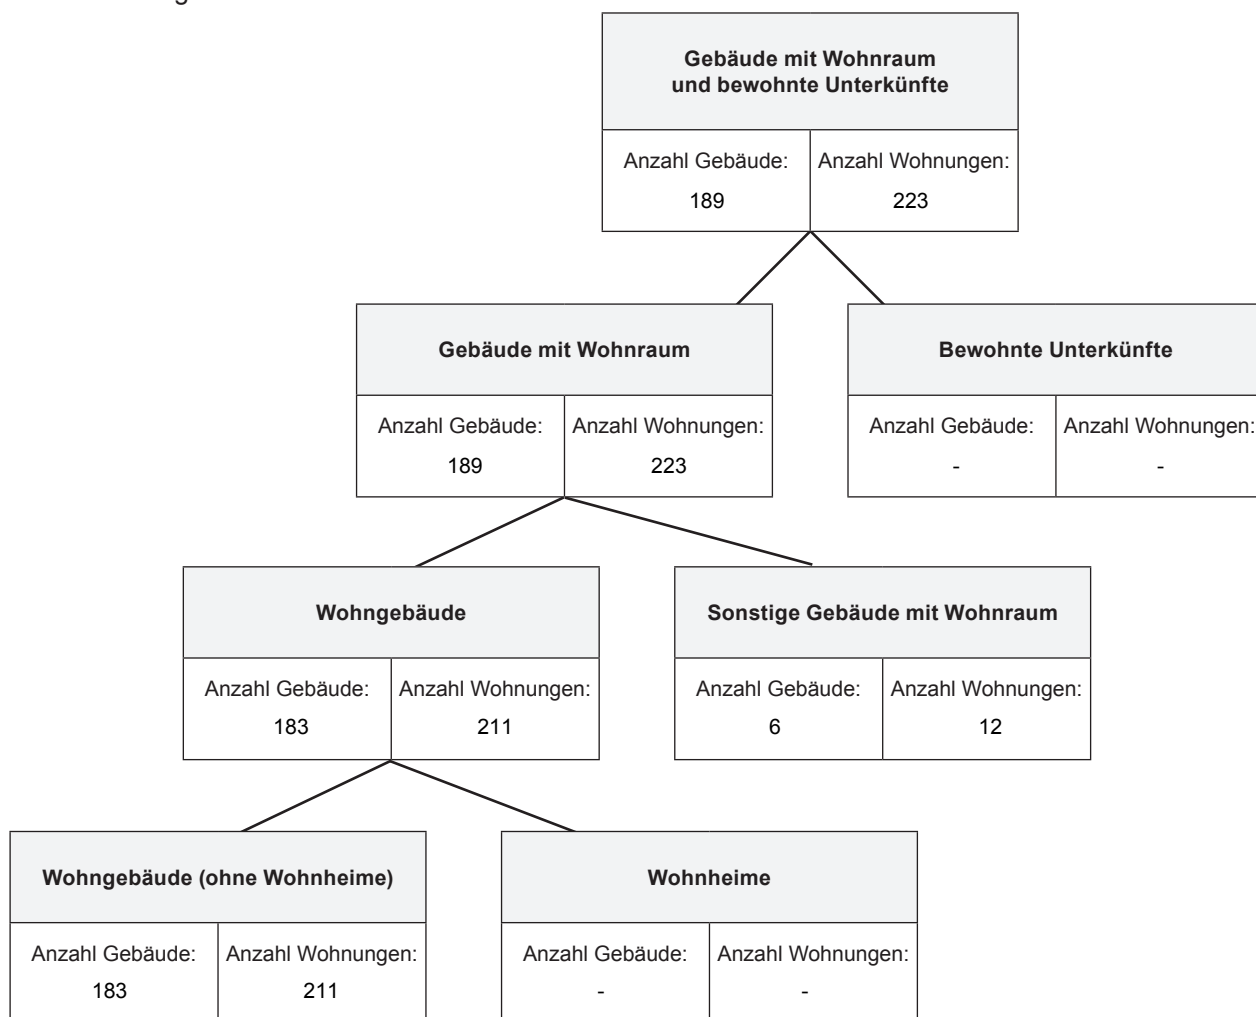 Gebäude mit Wohnraum
und bewohnte Unterkünfte
Anzahl Gebäude: Anzahl Wohnungen:
189 223
Gebäude mit Wohnraum
Anzahl Gebäude: Anzahl Wohnungen:
189 223
Bewohnte Unterkünfte
Anzahl Gebäude: Anzahl Wohnungen:
- -
Wohngebäude
Anzahl Gebäude: Anzahl Wohnungen:
183 211
Sonstige Gebäude mit Wohnraum
Anzahl Gebäude: Anzahl Wohnungen:
6 12
Wohngebäude (ohne Wohnheime)
Anzahl Gebäude: Anzahl Wohnungen:
183 211
Wohnheime
Anzahl Gebäude: Anzahl Wohnungen:
- -